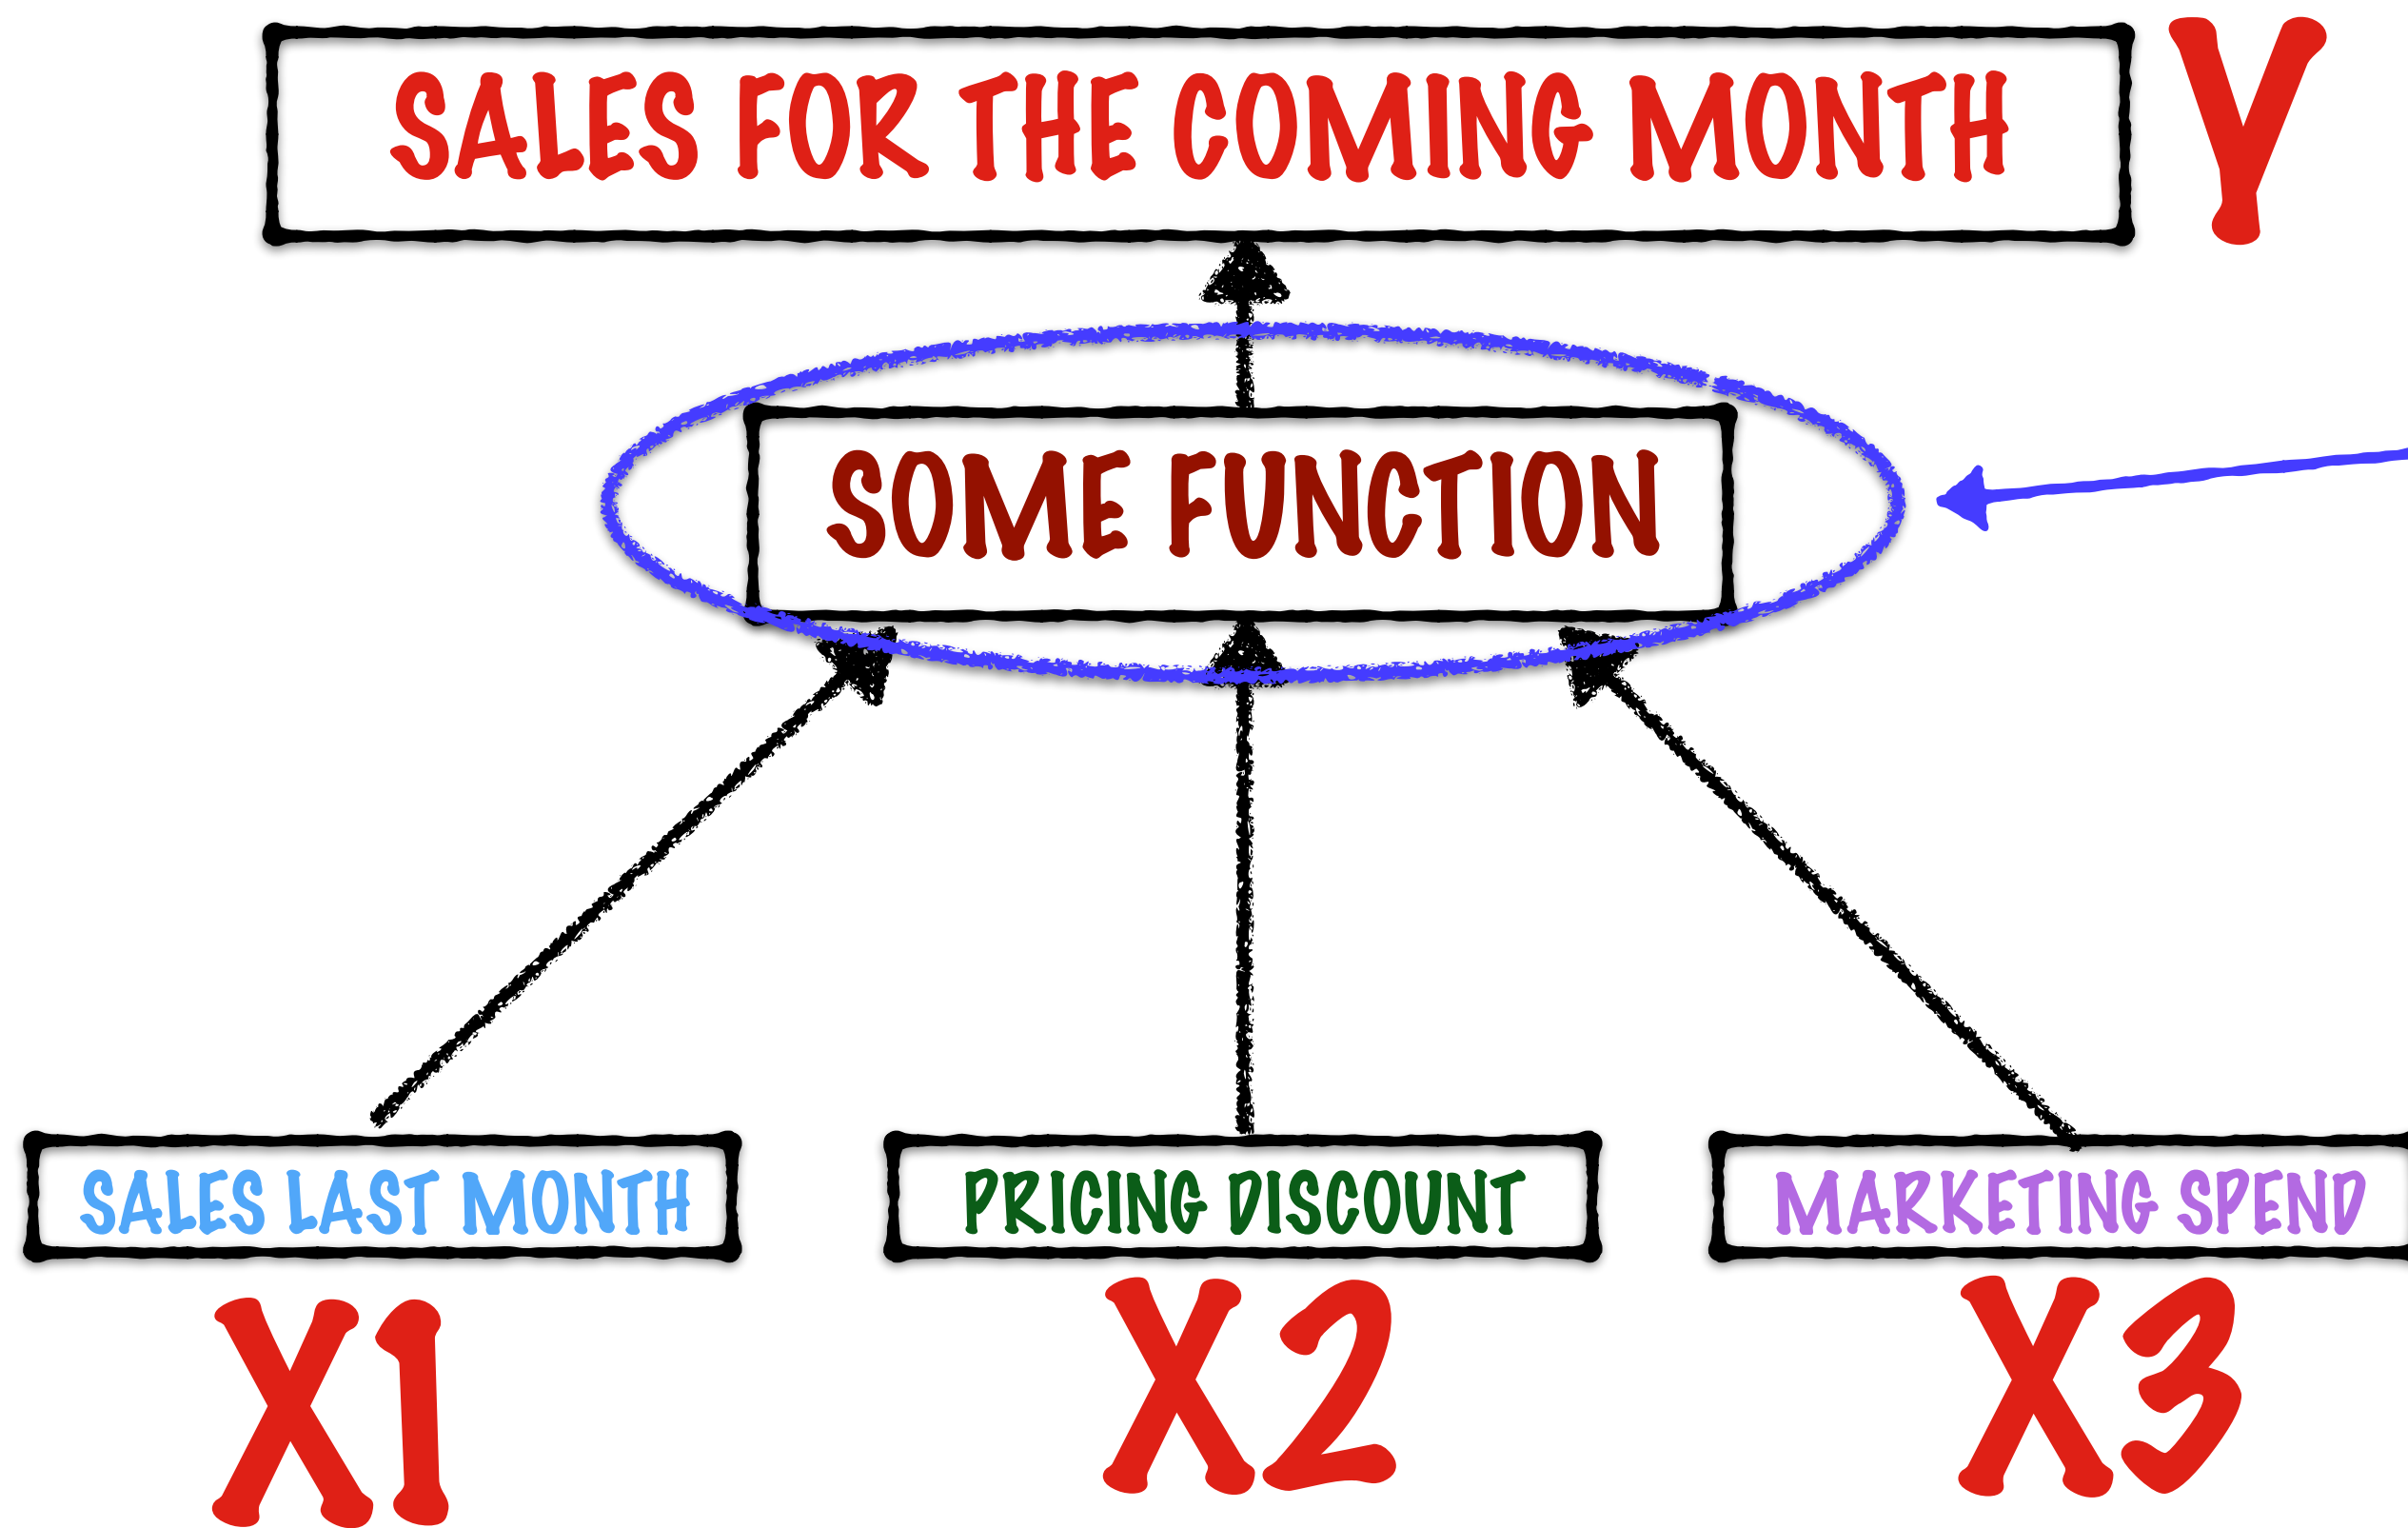 SALES FOR THE COMING MONTH
Y
SOME FUNCTION
SALES LAST MONTH
PRICING DISCOUNT
MARKETING SPEND
X1
X2
X3